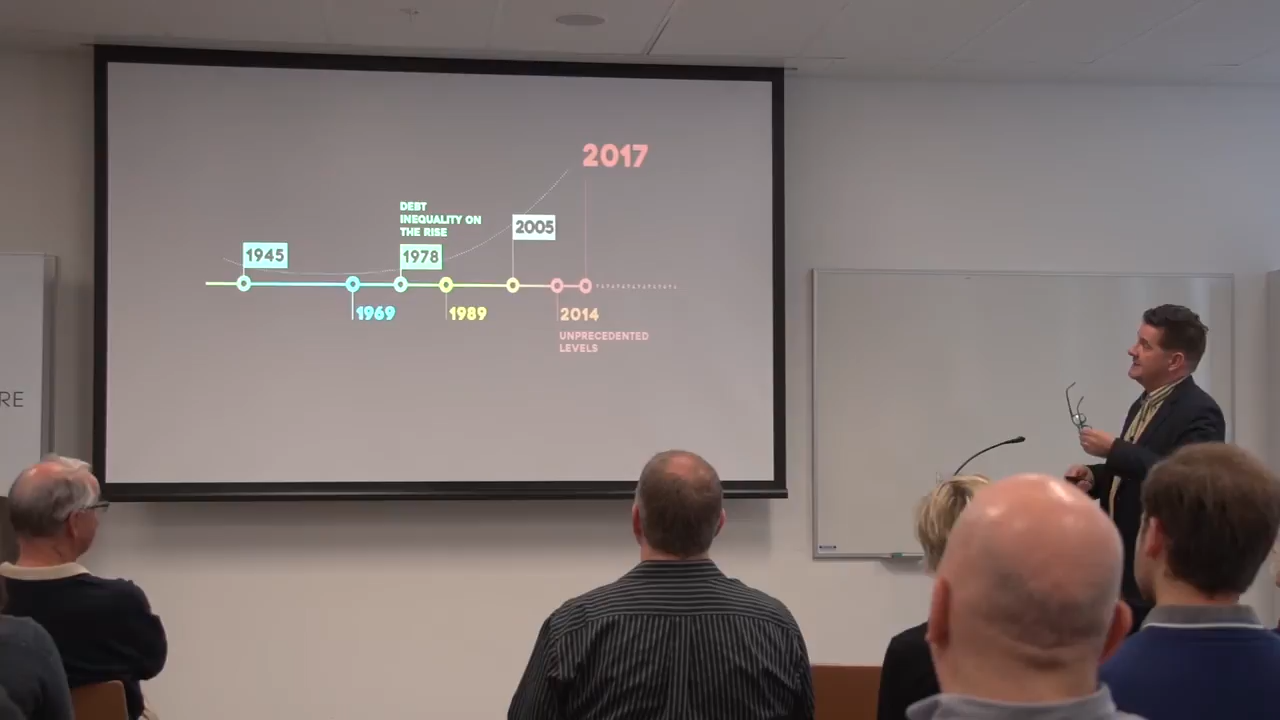 2017
DEBT
INEQUALITY ON
THE RISE
2005
1945
1978
1969
1989
2014
UNPRECEDENTED
LEVELS
RE